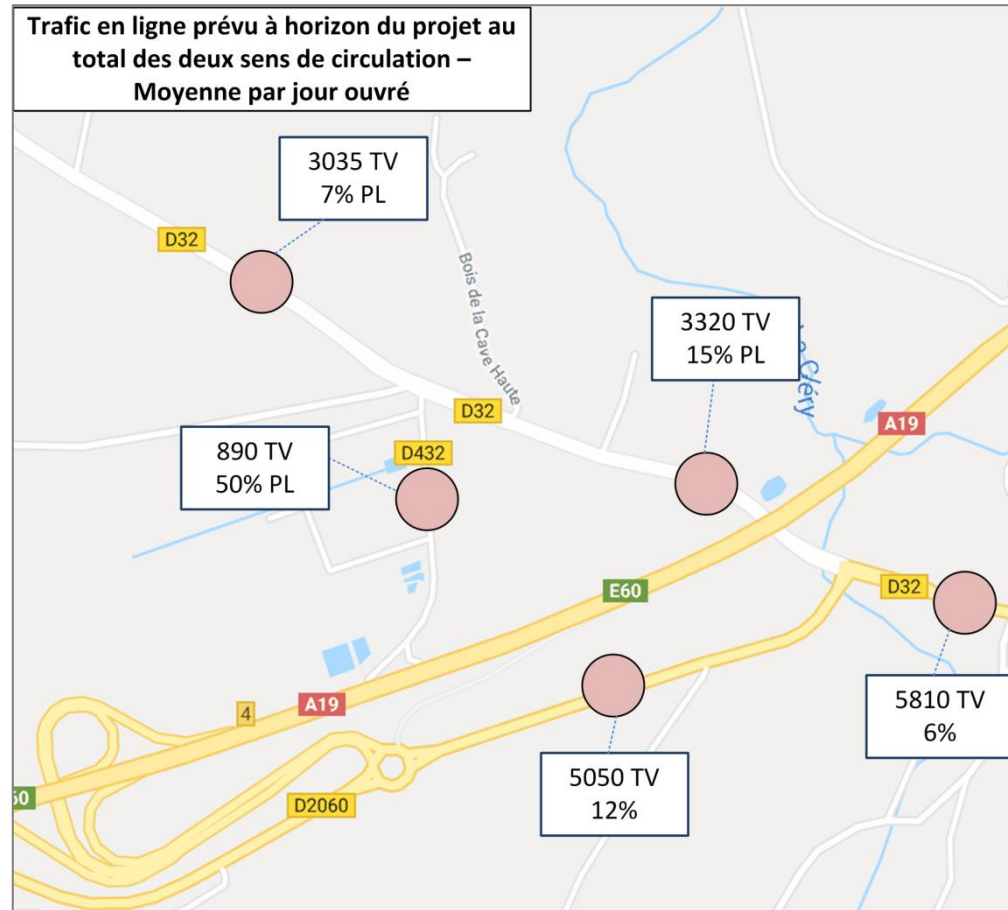 Trafic en ligne prévu à horizon du projet au
total des deux sens de circulation –
Moyenne par jour ouvré
3035 TV
7% PL
D32
Bois de la Cave Haute
3320 TV
15% PL
Cléry
D32
A19
890 TV
50% PL
D432
E60
D32
A19
4
5810 TV
6%
5050 TV
12%
60
D2060